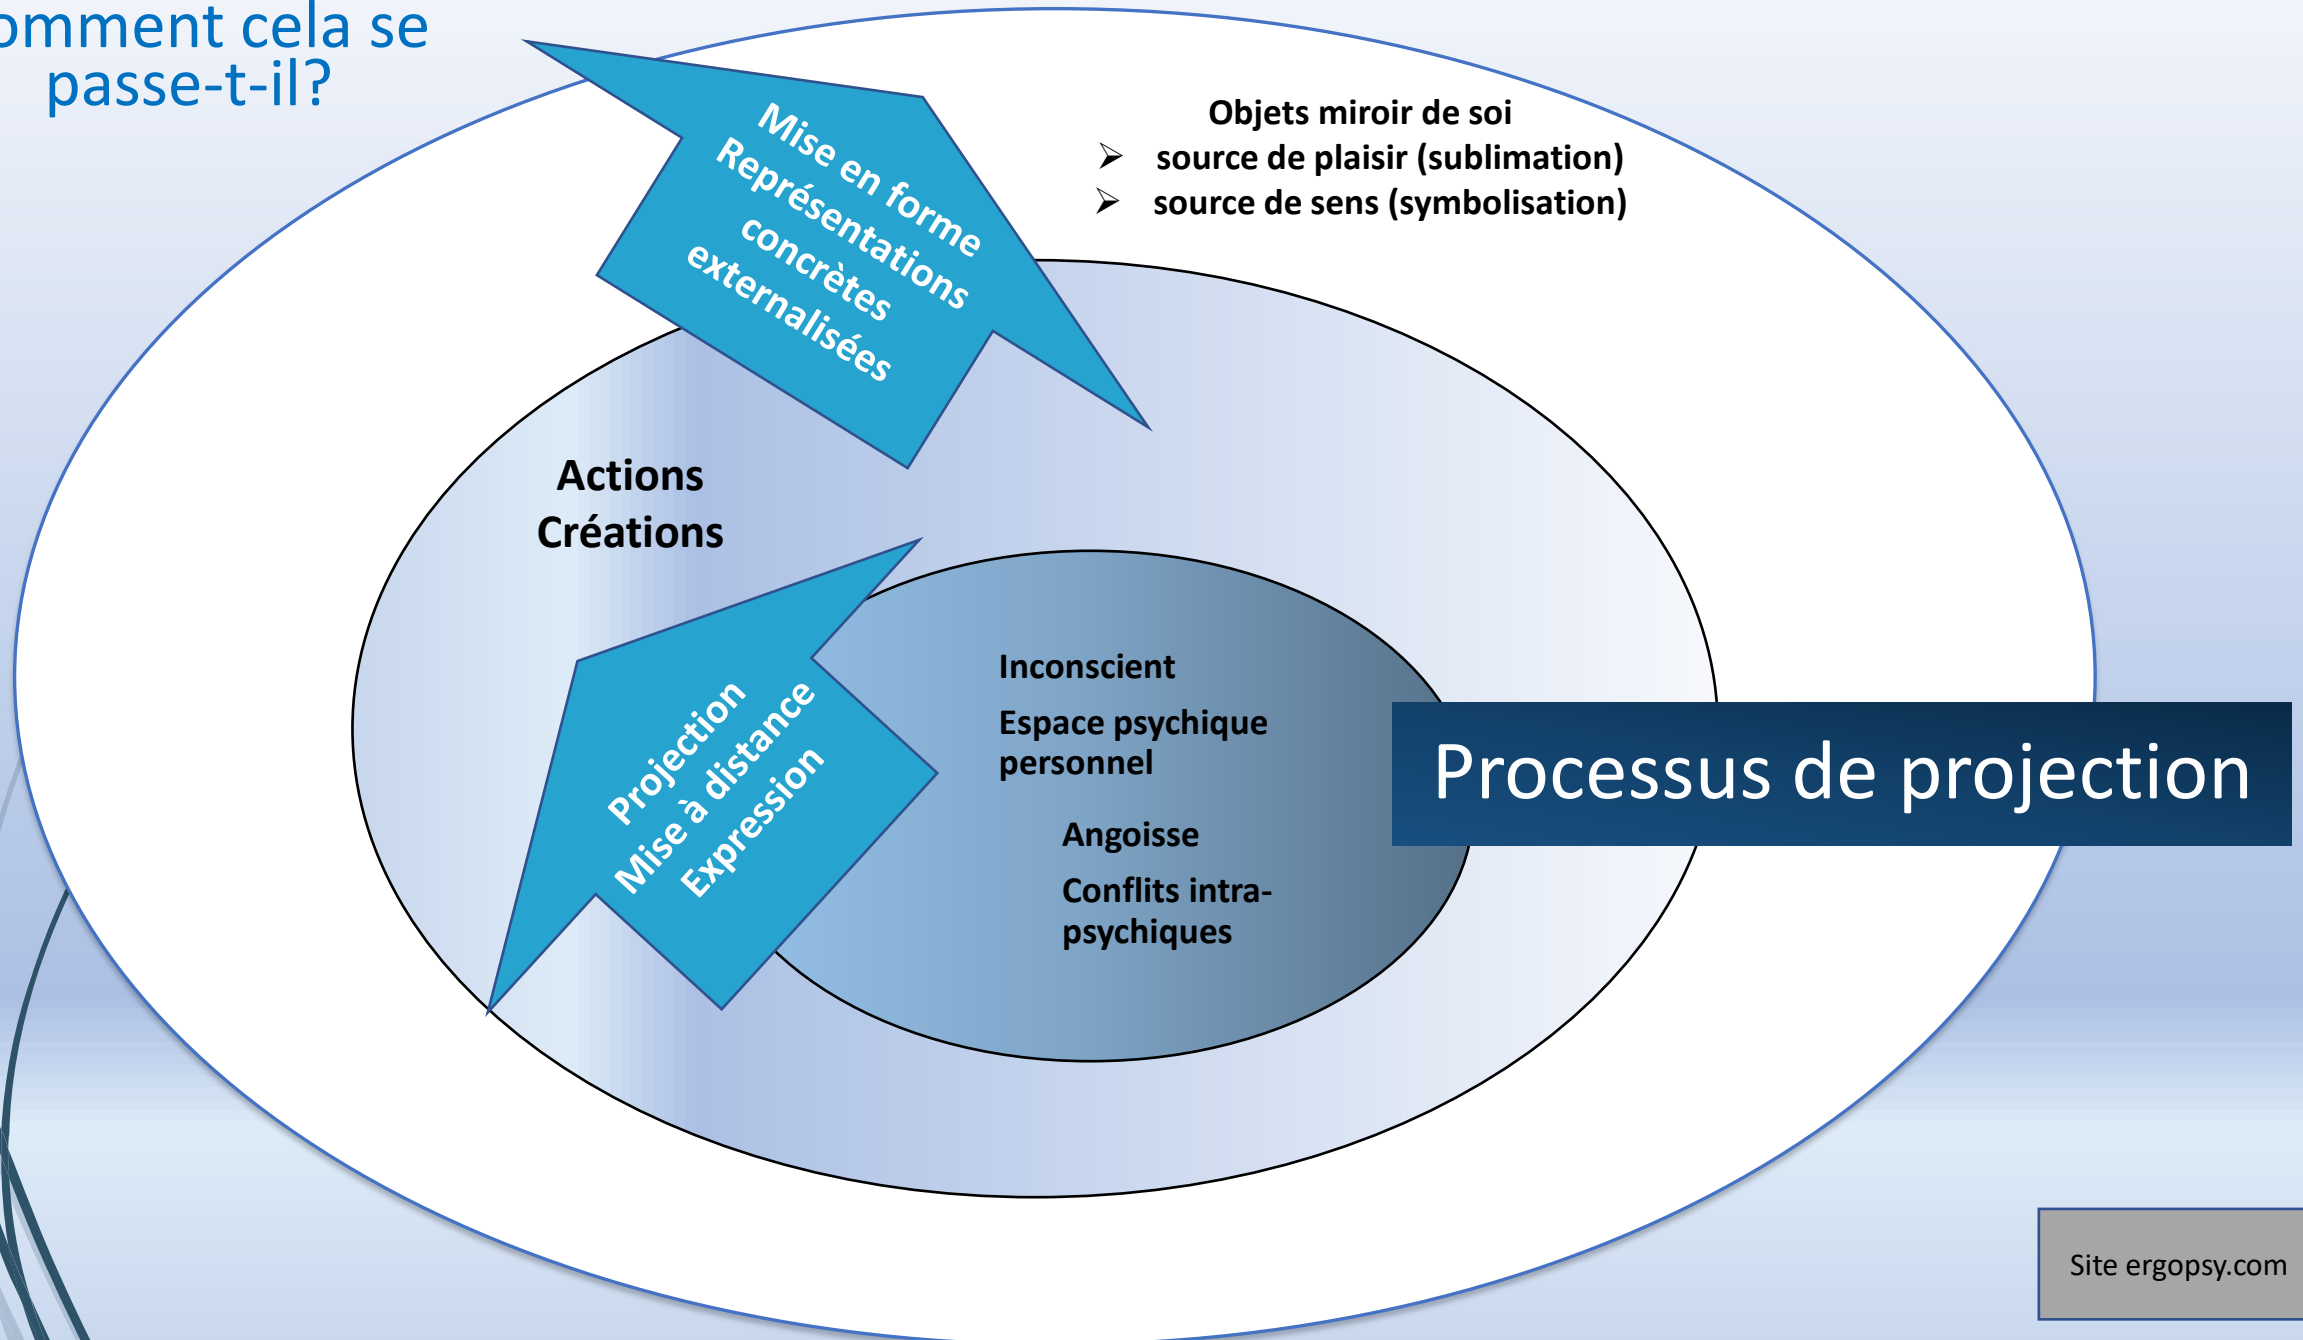 omment cela se
passe-t-il?
Mise en forme
Représentations
concrètes
externalisées
Objets miroir de soi
➢ source de plaisir (sublimation)
➢ source de sens (symbolisation)
Actions
Créations
Projection
Mise à distance
Expression
Inconscient
Espace psychique
personnel
Angoisse
Conflits intra-
psychiques
Processus de projection
Site ergopsy.com